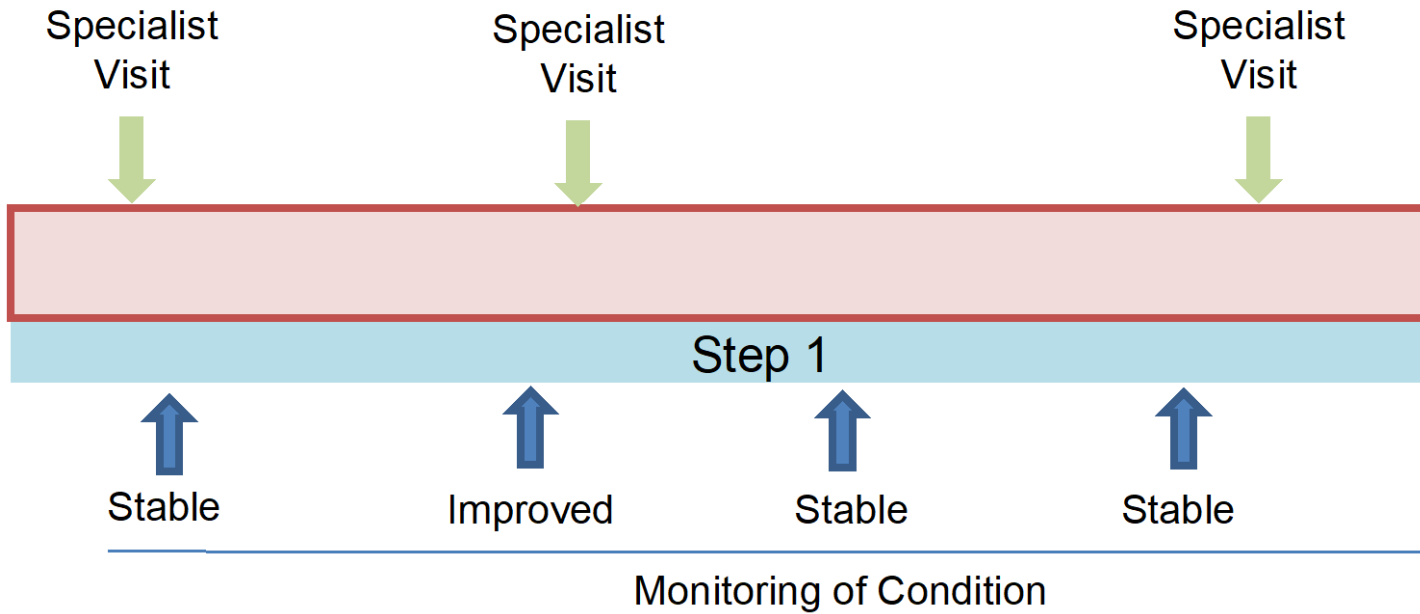 Specialist
Visit
Specialist
Visit
Specialist
Visit
Step 1
Stable
Improved
Stable
Stable
Monitoring of Condition